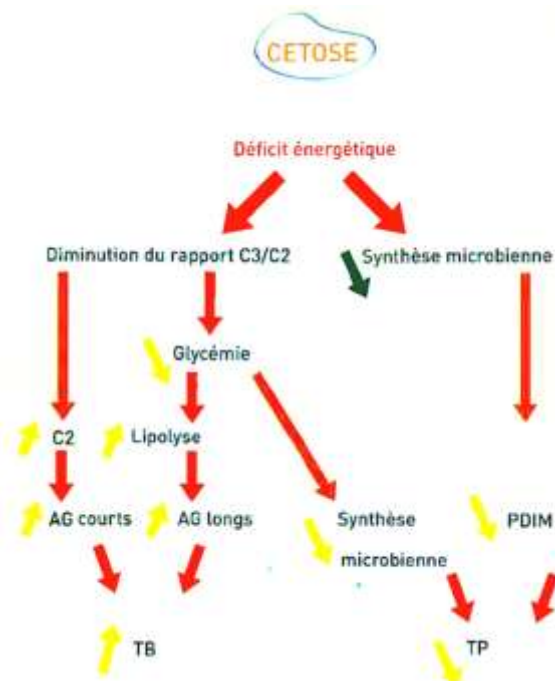 CETOSE
Déficit énergétique
Diminution du rapport C3/C2
Synthèse microbienne
Glycémie
C2
Lipolyse
AG courts
AG longs
Synthèse
microbienne
PDIM
TB
TP